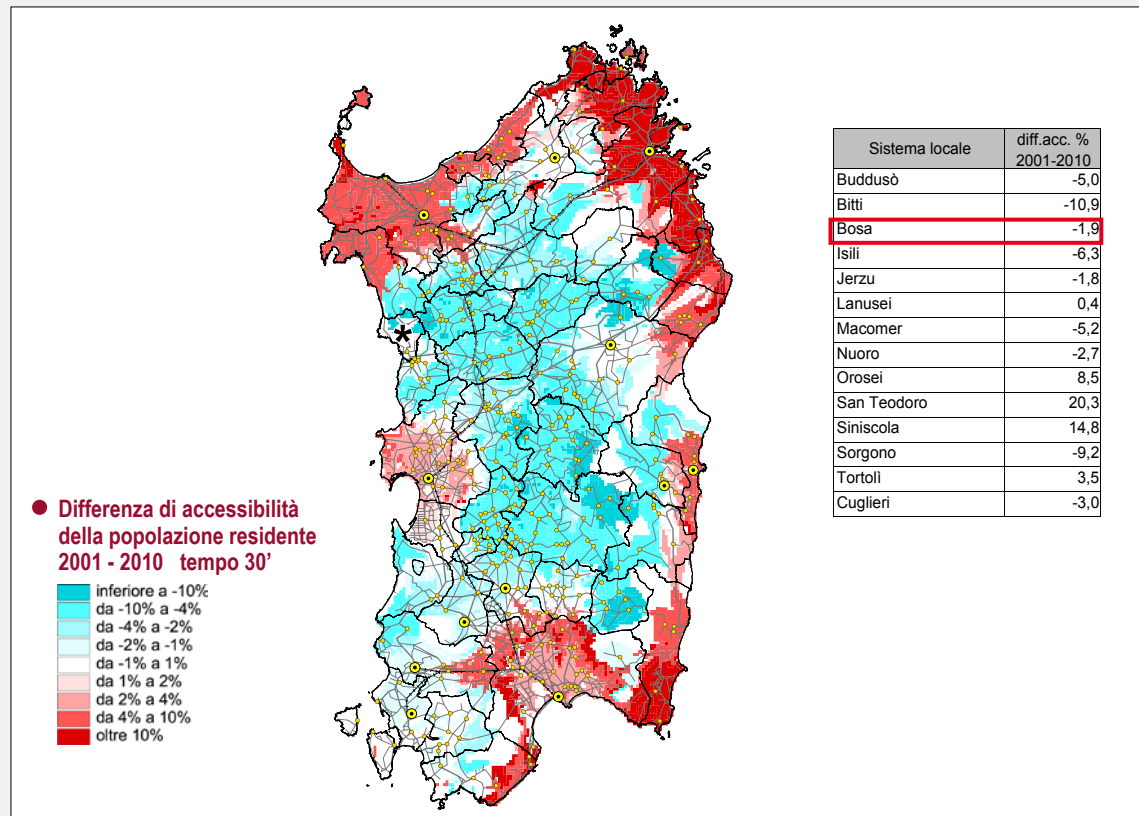 Sistema locale diff.acc. % 2001-2010
Buddusò -5,0
Bitti -10,9
Bosa -1,9
Isili -6,3
Jerzu -1,8
Lanusei 0,4
Macomer -5,2
Nuoro -2,7
Orosei 8,5
San Teodoro 20,3
Siniscola 14,8
Sorgono -9,2
Tortolì 3,5
Cuglieri -3,0
*
● Differenza di accessibilità
della popolazione residente
2001 - 2010 tempo 30'
inferiore a -10%
da -10% a -4%
da -4% a -2%
da -2% a -1%
da -1% a 1%
da 1% a 2%
da 2% a 4%
da 4% a 10%
oltre 10%